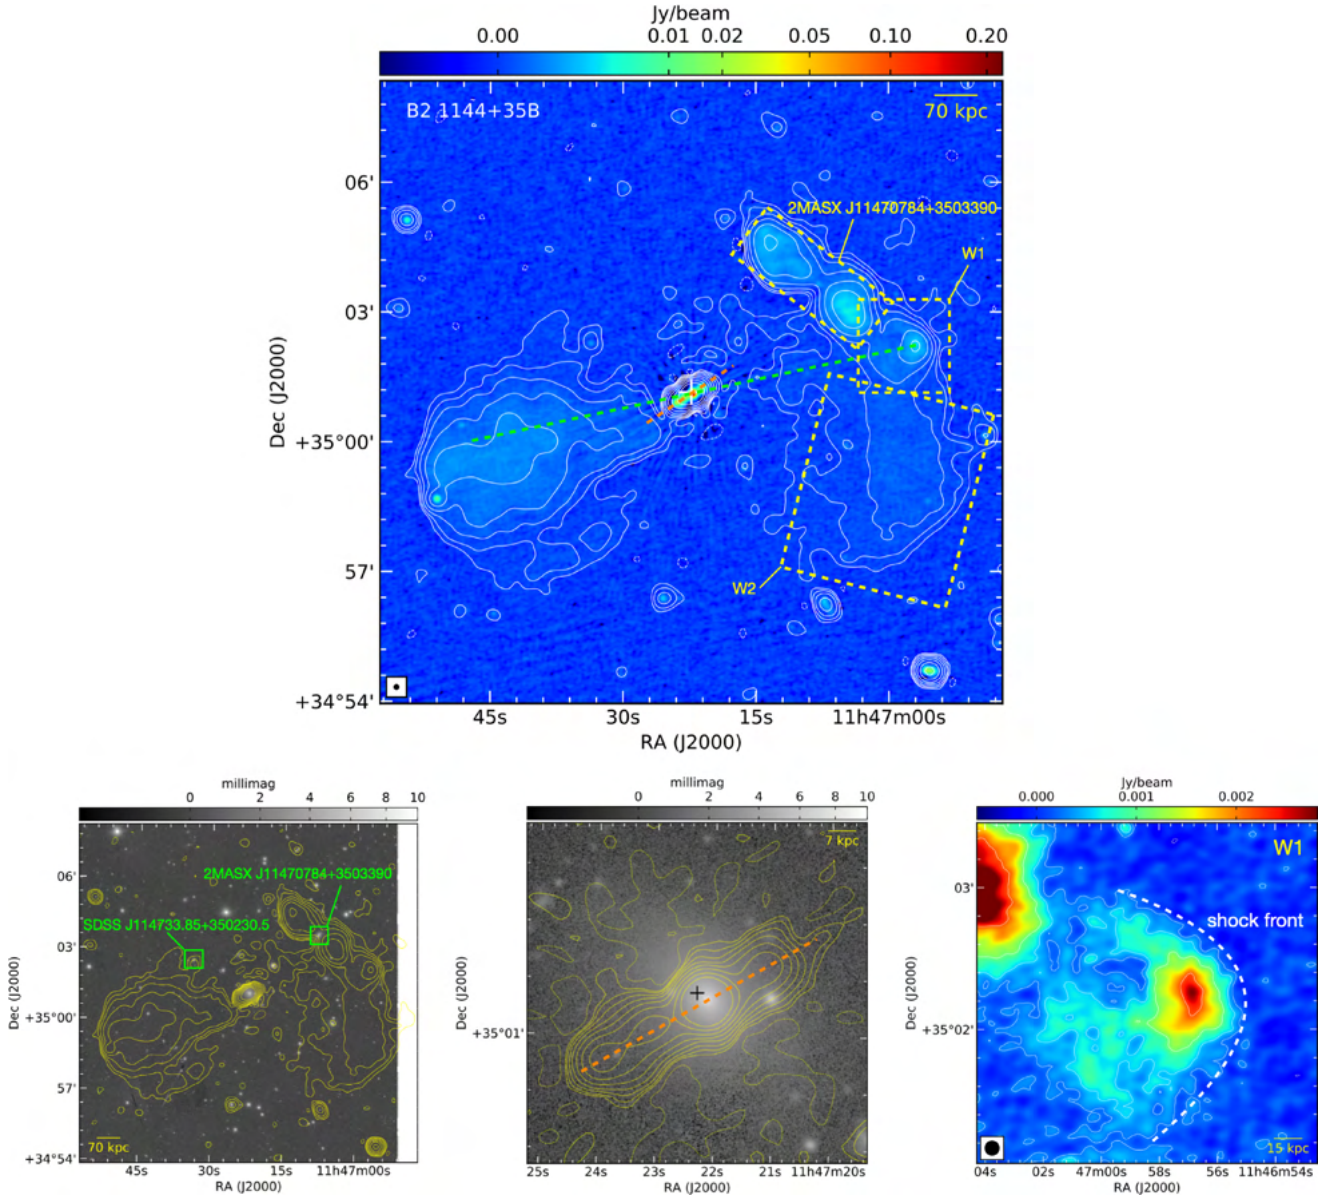 Jy/beam
0.00 0.01 0.02 0.05 0.10 0.20
B2 1144+35B
70 kpc
06'
2MASX J11470784+3503390
W1
03'
Dec (J2000)
+35°00'
57'
W2
+34°54'
45s 30s 15s 11h47m00s
RA (J2000)
millimag
0 2 4 6 8 10
06'
2MASX J11470784+3503390
SDSS J114733.85+350230.5
03'
Dec (J2000)
+35°00'
57'
70 kpc
+34°54'
45s 30s 15s 11h47m00s
RA (J2000)
millimag
0 2 4 6 8 10
7 kpc
Dec (J2000)
+35°01'
25s 24s 23s 22s 21s 11h47m20s
RA (J2000)
Jy/beam
0.000 0.001 0.002
W1
03'
shock front
Dec (J2000)
+35°02'
15 kpc
04s 02s 47m00s 58s 56s 11h46m54s
RA (J2000)